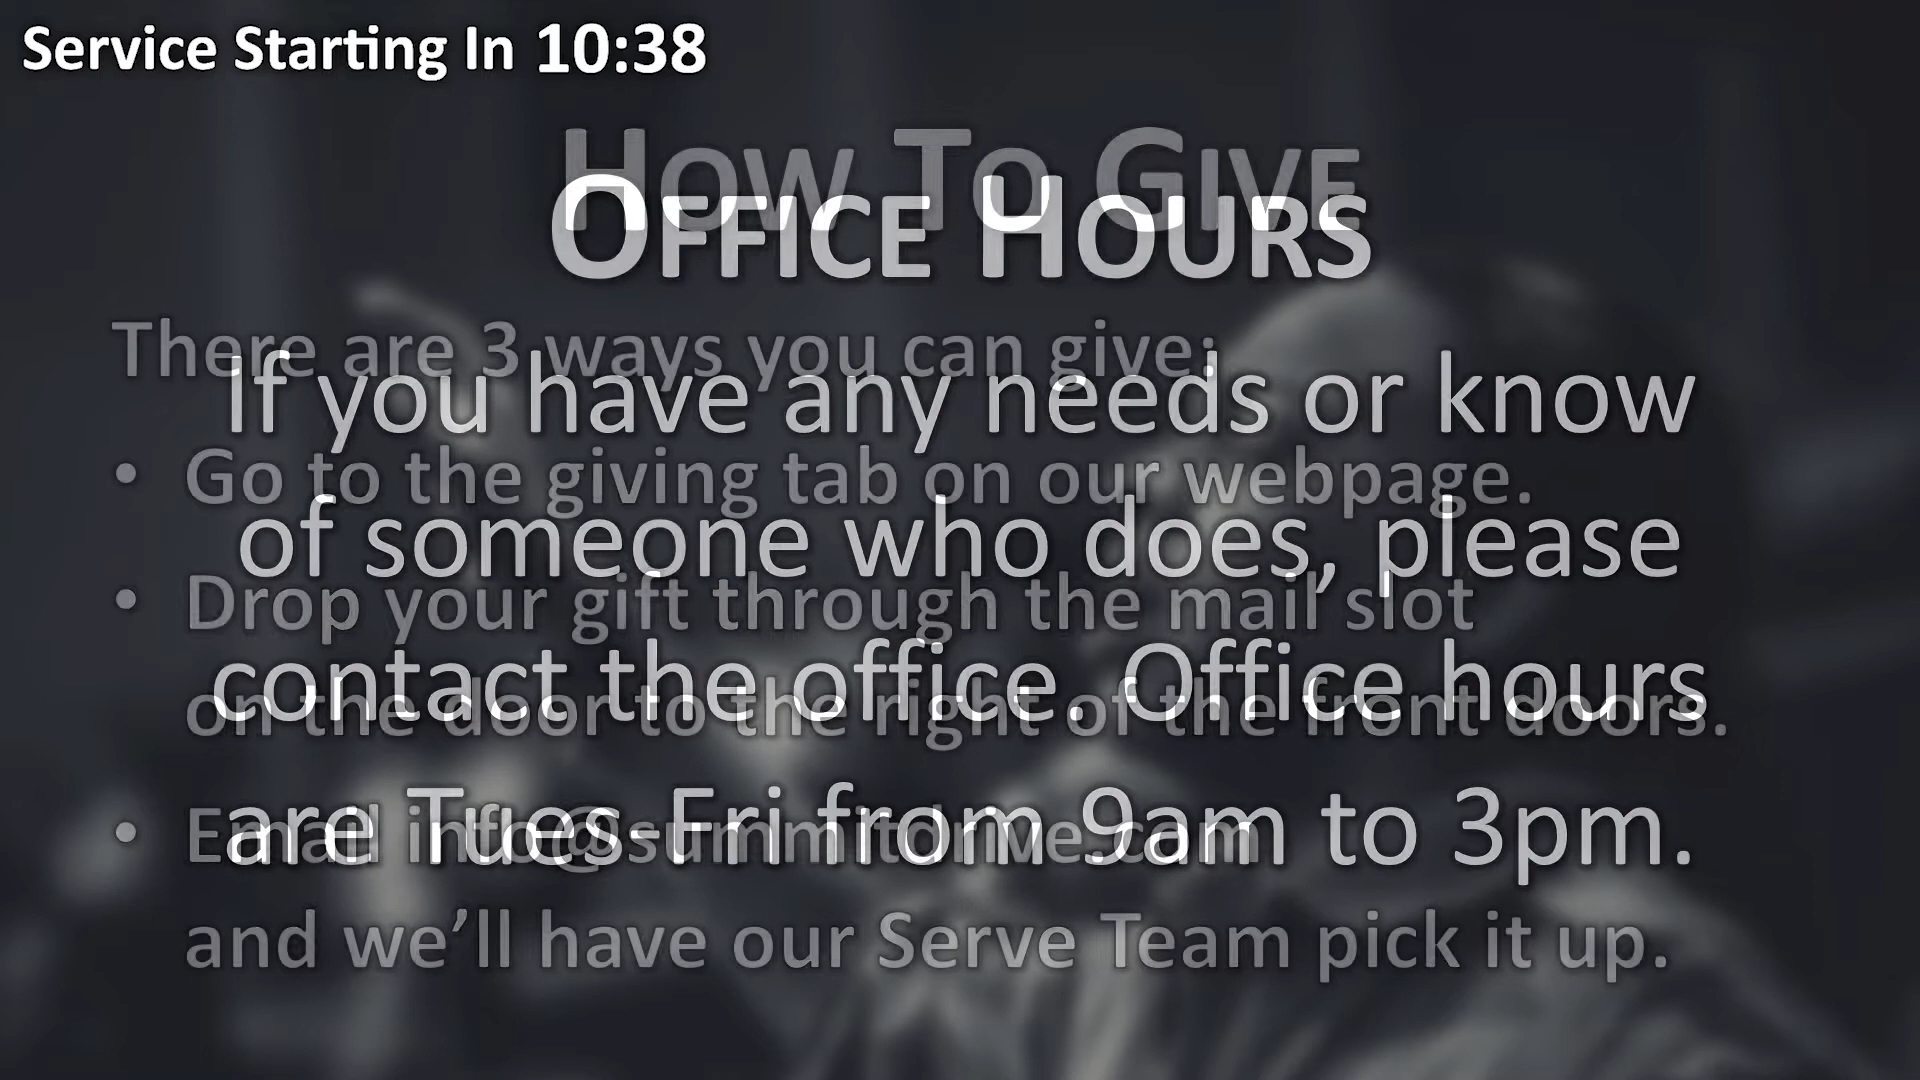 Service Starting In 10:38
How To Give
There are 3 ways you can give:
• Go to the giving tab on our webpage.
• Drop your gift through the mail slot
on the door to the right of the front doors.
• Email info@summitdrive.com
and we’ll have our Serve Team pick it up.
Office Hours
If you have any needs or know
of someone who does, please
contact the office. Office hours
are Tues-Fri from 9am to 3pm.